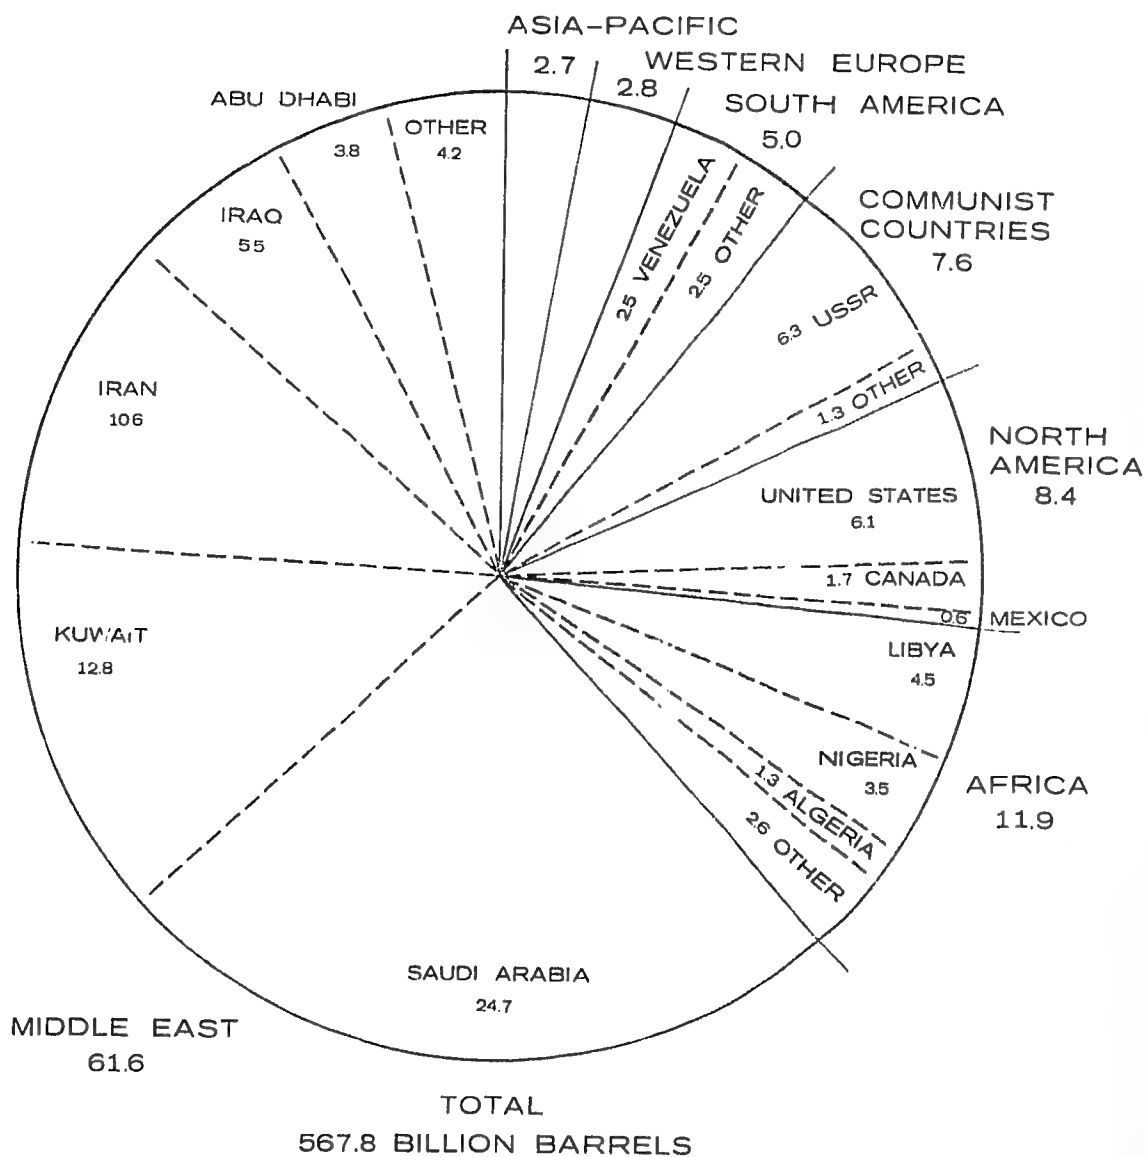 ASIA-PACIFIC
2.7
WESTERN EUROPE
2.8
SOUTH AMERICA
5.0
2.5 VENEZUELA
2.5 OTHER
COMMUNIST
COUNTRIES
7.6
6.3 USSR
1.3 OTHER
NORTH
AMERICA
8.4
UNITED STATES
6.1
1.7 CANADA
0.6 MEXICO
LIBYA
4.5
NIGERIA
3.5
1.3 ALGERIA
2.6 OTHER
AFRICA
11.9
SAUDI ARABIA
24.7
MIDDLE EAST
61.6
KUWAIT
12.8
IRAN
106
IRAQ
55
ABU DHABI
3.8
OTHER
4.2
TOTAL
567.8 BILLION BARRELS